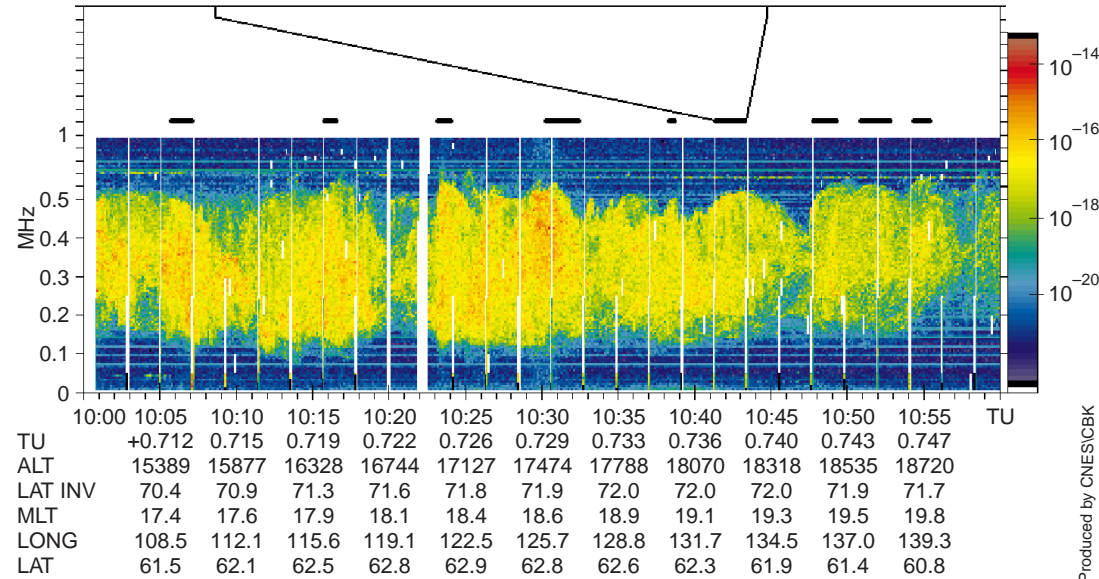 10⁻¹⁴
10⁻¹⁶
10⁻¹⁸
10⁻²⁰
MHz
1
0.5
0.4
0.3
0.2
0.1
0
10:00 10:05 10:10 10:15 10:20 10:25 10:30 10:35 10:40 10:45 10:50 10:55 TU
TU +0.712 0.715 0.719 0.722 0.726 0.729 0.733 0.736 0.740 0.743 0.747
ALT 15389 15877 16328 16744 17127 17474 17788 18070 18318 18535 18720
LAT INV 70.4 70.9 71.3 71.6 71.8 71.9 72.0 72.0 72.0 71.9 71.7
MLT 17.4 17.6 17.9 18.1 18.4 18.6 18.9 19.1 19.3 19.5 19.8
LONG 108.5 112.1 115.6 119.1 122.5 125.7 128.8 131.7 134.5 137.0 139.3
LAT 61.5 62.1 62.5 62.8 62.9 62.8 62.6 62.3 61.9 61.4 60.8
Produced by CNES\CBK